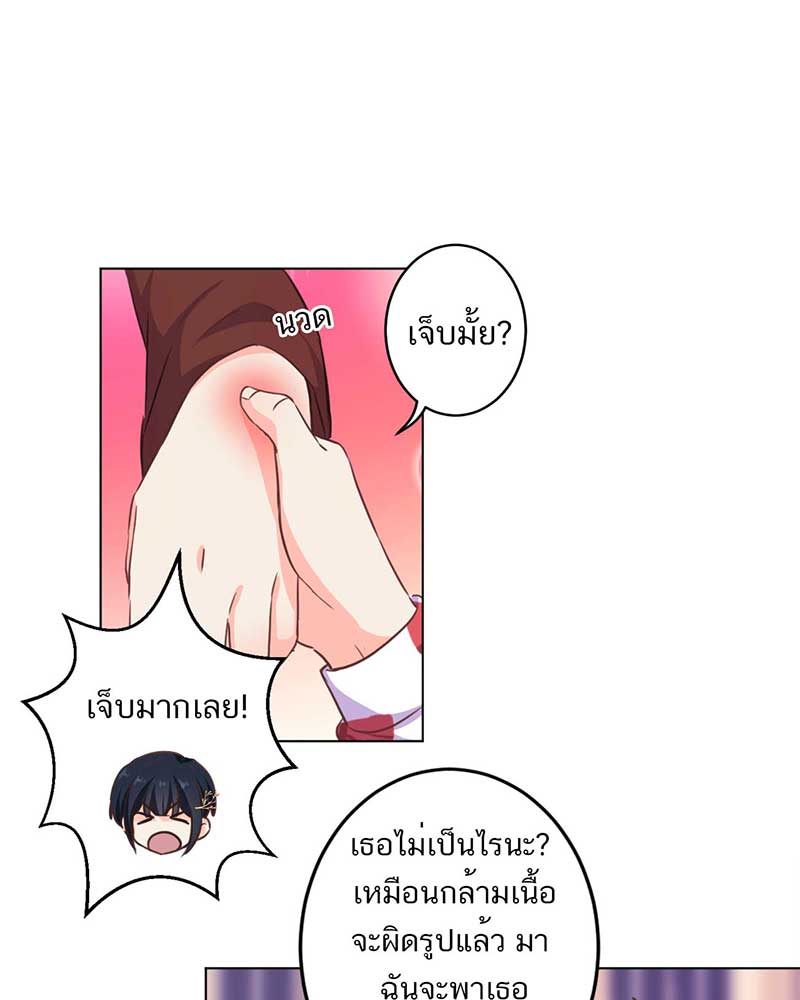 นวด
เจ็บมั้ย?
เจ็บมากเลย!
เธอไม่เป็นไรนะ?
เหมือนกล้ามเนื้อ
จะผิดรูปแล้ว มา
ฉันจะพาเธอ